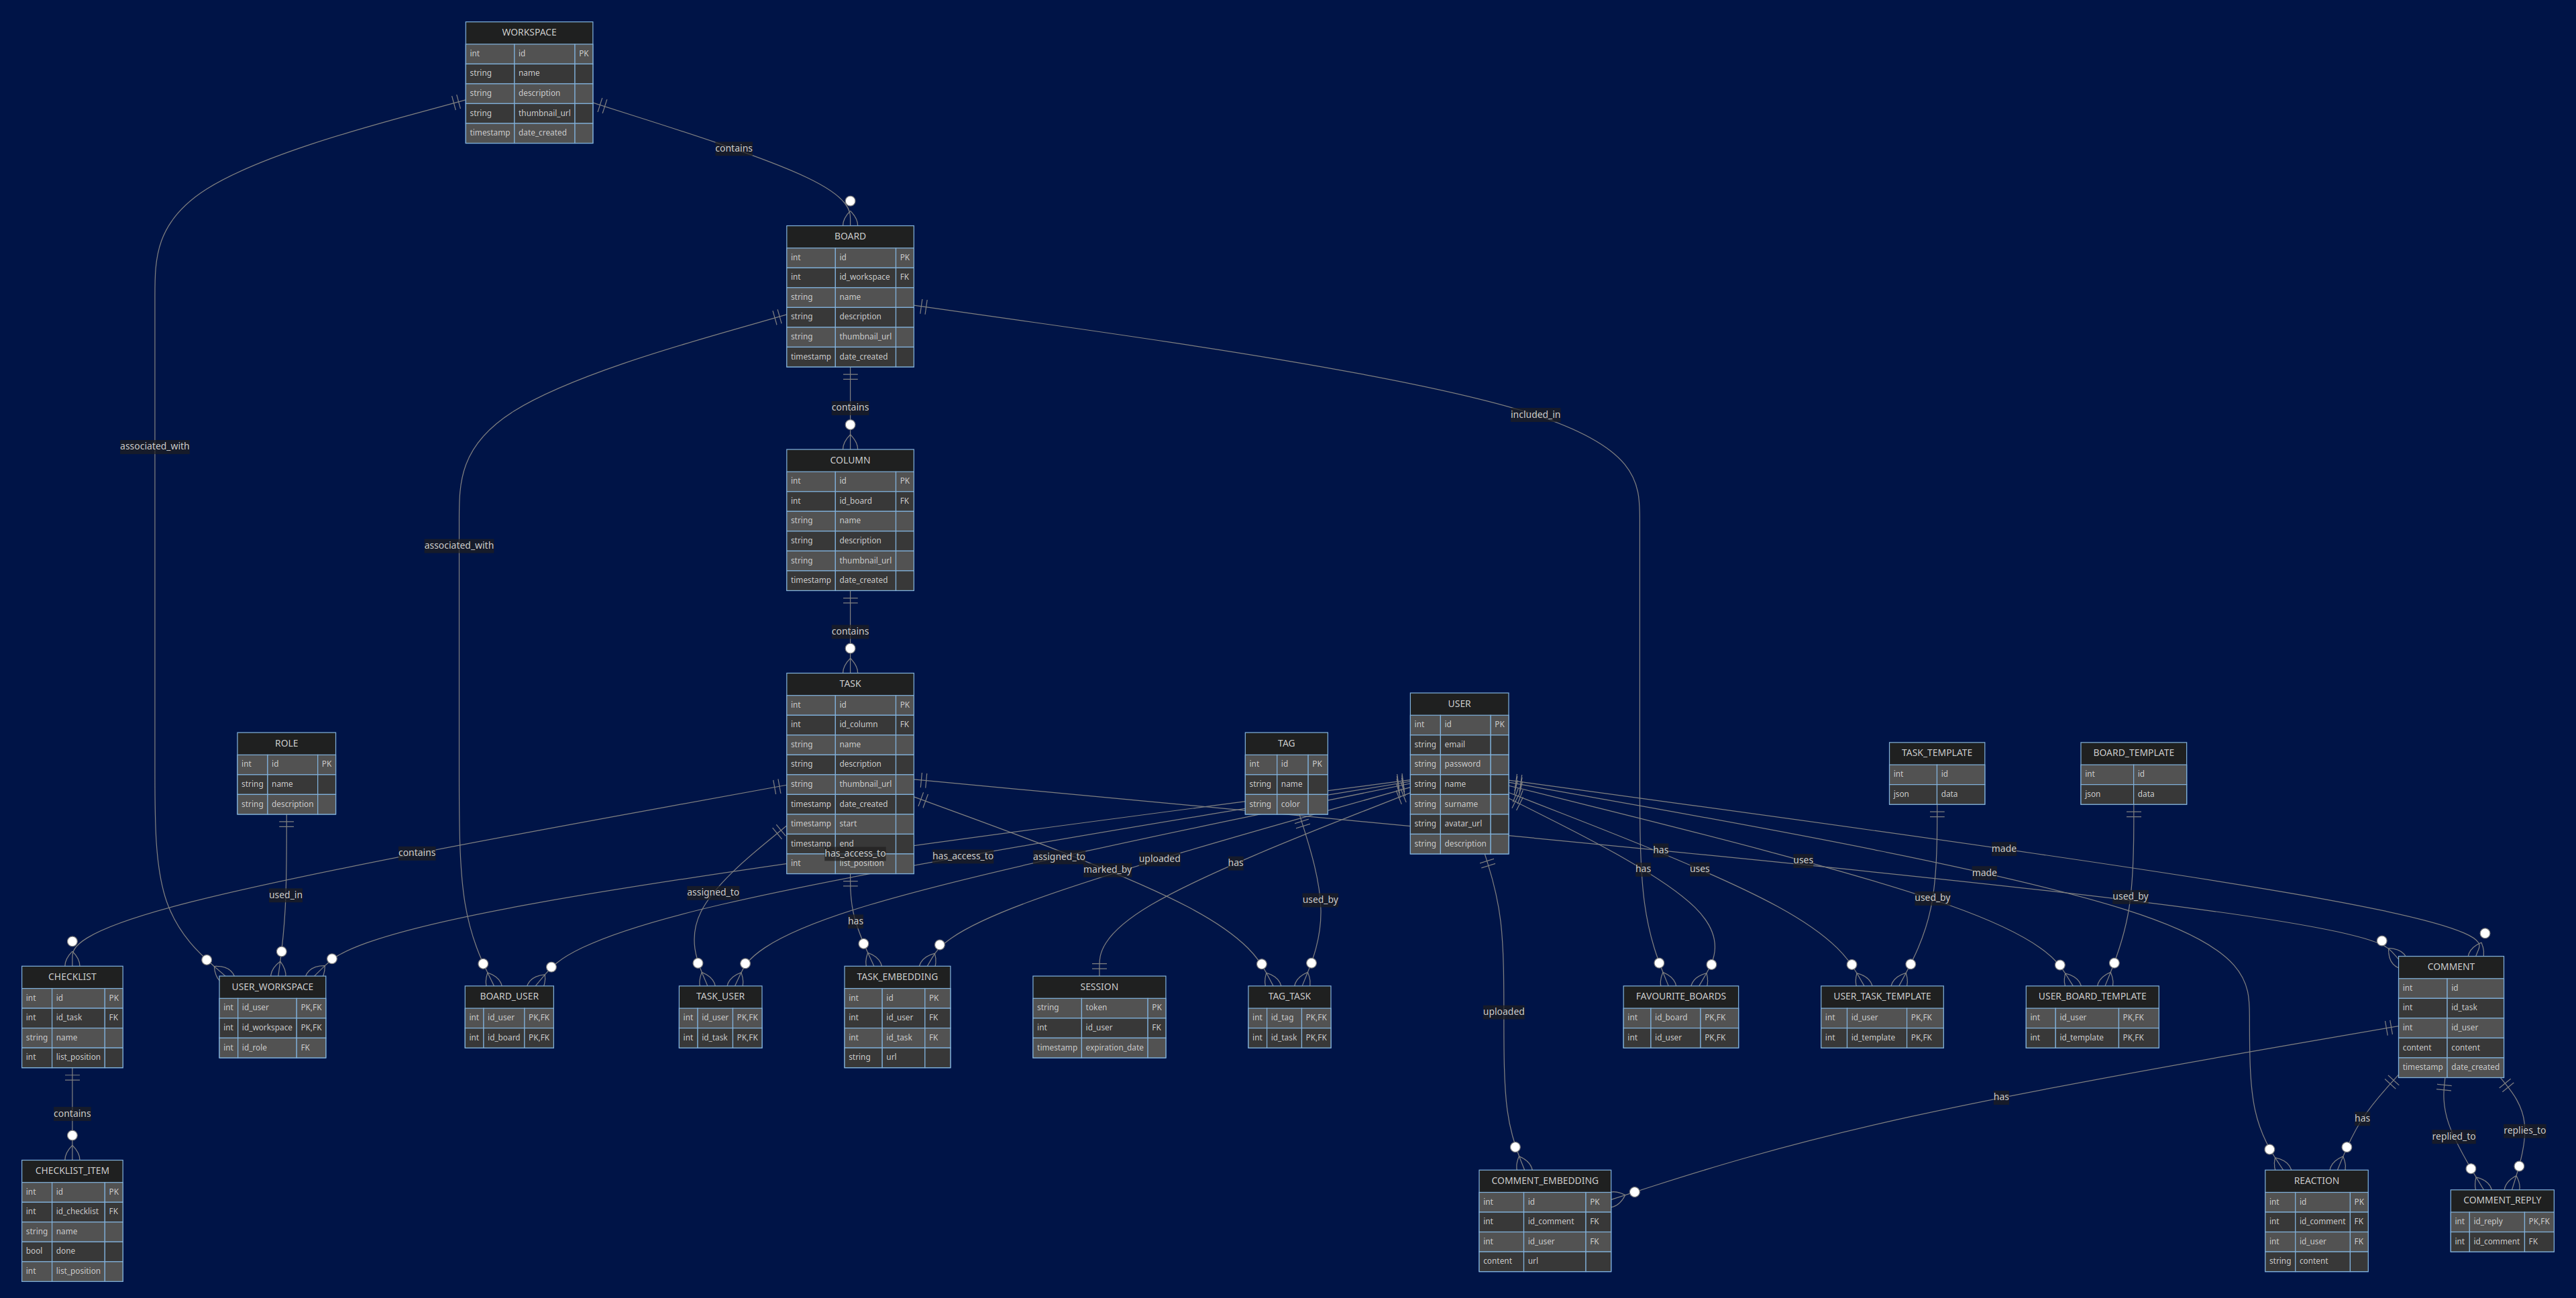 WORKSPACE
int id PK
string name
string description
string thumbnail_url
timestamp date_created
contains
BOARD
int id PK
int id_workspace FK
string name
string description
string thumbnail_url
timestamp date_created
contains
included_in
associated_with
COLUMN
int id PK
int id_board FK
string name
string description
string thumbnail_url
timestamp date_created
associated_with
contains
TASK
int id PK
int id_column FK
string name
string description
string thumbnail_url
timestamp date_created
timestamp start
timestamp end
int list_position
USER
int id PK
string email
string password
string name
string surname
string avatar_url
string description
ROLE
int id PK
string name
string description
TAG
int id PK
string name
string color
TASK_TEMPLATE
int id
json data
BOARD_TEMPLATE
int id
json data
contains
has_access_to
has_access_to
assigned_to
uploaded
marked_by
has
has
has
uses
uses
made
made
used_in
assigned_to
has
used_by
used_by
used_by
CHECKLIST
int id PK
int id_task FK
string name
int list_position
USER_WORKSPACE
int id_user PK,FK
int id_workspace PK,FK
int id_role FK
BOARD_USER
int id_user PK,FK
int id_board PK,FK
TASK_USER
int id_user PK,FK
int id_task PK,FK
TASK_EMBEDDING
int id PK
int id_user FK
int id_task FK
string url
SESSION
string token PK
int id_user FK
timestamp expiration_date
TAG_TASK
int id_tag PK,FK
int id_task PK,FK
uploaded
FAVOURITE_BOARDS
int id_board PK,FK
int id_user PK,FK
USER_TASK_TEMPLATE
int id_user PK,FK
int id_template PK,FK
USER_BOARD_TEMPLATE
int id_user PK,FK
int id_template PK,FK
COMMENT
int id
int id_task
int id_user
content content
timestamp date_created
contains
has
has
replied_to
replies_to
CHECKLIST_ITEM
int id PK
int id_checklist FK
string name
bool done
int list_position
COMMENT_EMBEDDING
int id PK
int id_comment FK
int id_user FK
content url
REACTION
int id PK
int id_comment FK
int id_user FK
string content
COMMENT_REPLY
int id_reply PK,FK
int id_comment FK